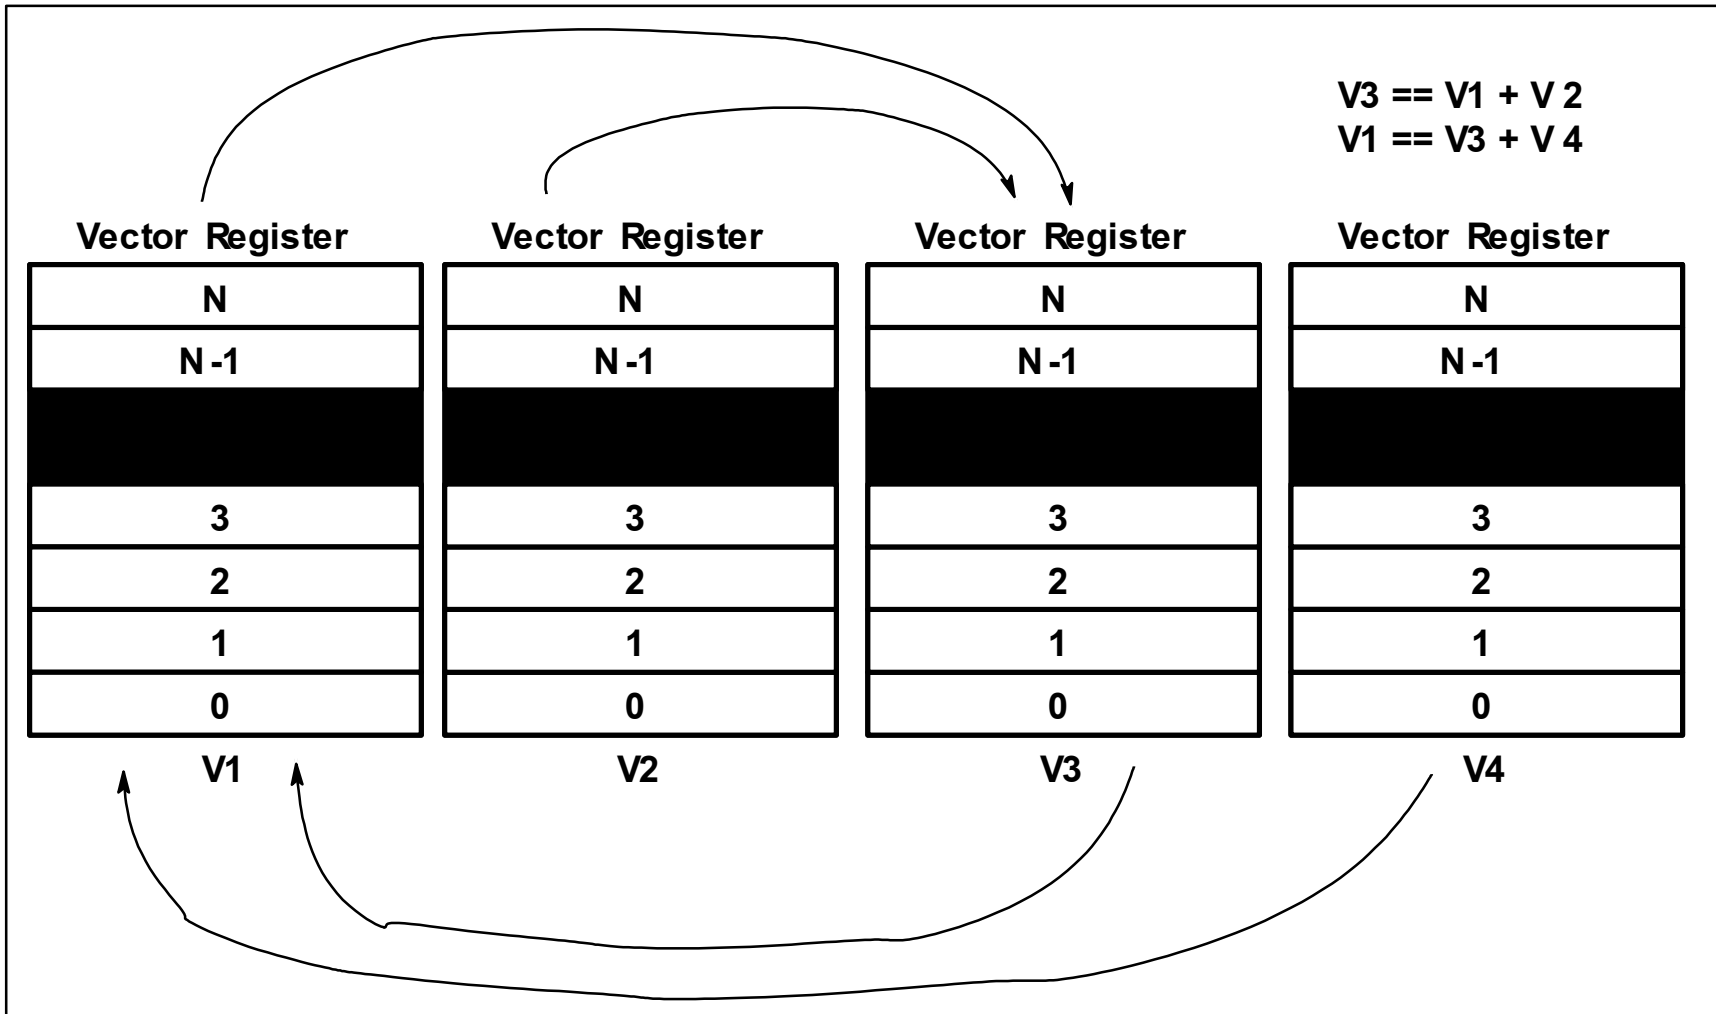 V3 == V1 + V 2
V1 == V3 + V 4
Vector Register Vector Register Vector Register Vector Register
N N N N
N -1 N -1 N -1 N -1
3 3 3 3
2 2 2 2
1 1 1 1
0 0 0 0
V1 V2 V3 V4